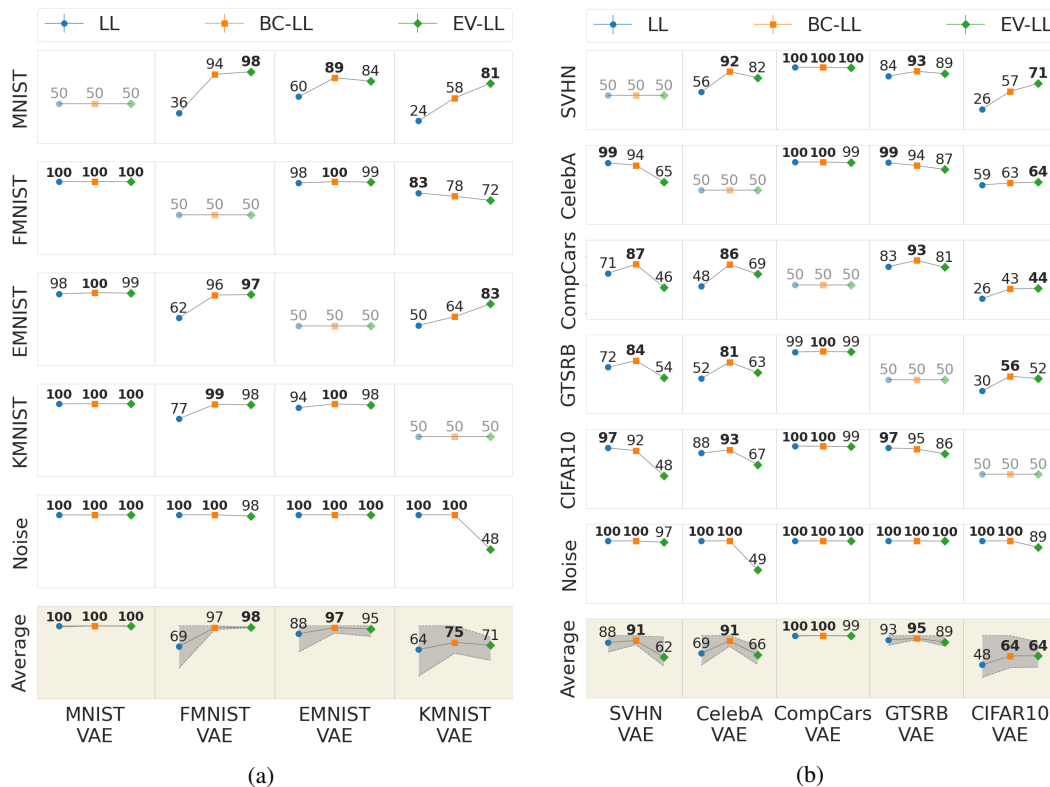 LL BC-LL EV-LL
MNIST
50 50 50 36 94 98 60 89 84 24 58 81
FMNIST
100 100 100 50 50 50 98 100 99 83 78 72
EMNIST
98 100 99 62 96 97 50 50 50 50 64 83
KMNIST
100 100 100 77 99 98 94 100 98 50 50 50
Noise
100 100 100 100 100 98 100 100 100 100 100 48
Average
100 100 100 69 97 98 88 97 95 64 75 71
MNIST FMNIST EMNIST KMNIST
VAE VAE VAE VAE
(a)
LL BC-LL EV-LL
SVHN
50 50 50 56 92 82 100 100 100 84 93 89 26 57 71
CelebA
99 94 65 50 50 50 100 100 99 99 94 87 59 63 64
CompCars
71 87 46 48 86 69 50 50 50 83 93 81 26 43 44
GTSRB
72 84 54 52 81 63 99 100 99 50 50 50 30 56 52
CIFAR10
97 92 48 88 93 67 100 100 99 97 95 86 50 50 50
Noise
100 100 97 100 100 49 100 100 100 100 100 100 100 100 89
Average
88 91 62 69 91 66 100 100 99 93 95 89 48 64 64
SVHN CelebA CompCars GTSRB CIFAR10
VAE VAE VAE VAE VAE
(b)